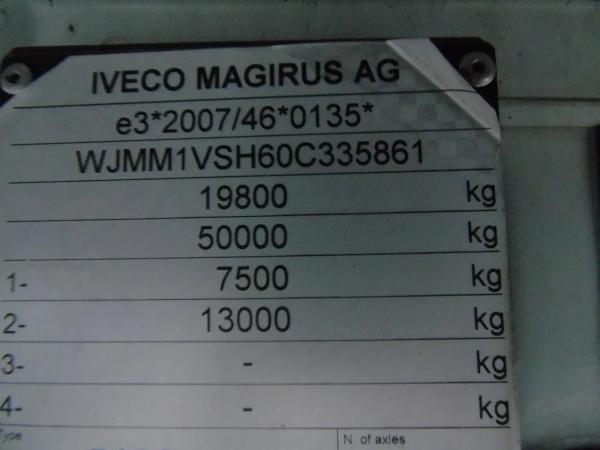 IVECO MAGIRUS AG
e3*2007/46*0135*
WJMM1VSH60C335861
19800 kg
50000 kg
1- 7500 kg
2- 13000 kg
3- - kg
4- - kg
Type N. of axles